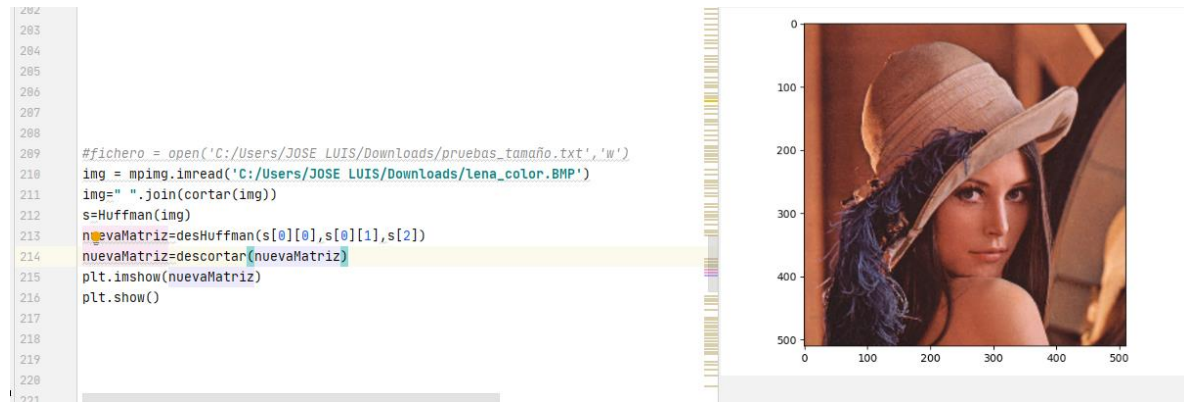 202
203
204
205
206
207
208
209 #fichero = open('C:/Users/JOSE LUIS/Downloads/pruebas_tamaño.txt','w')
210 img = mpimg.imread('C:/Users/JOSE LUIS/Downloads/lena_color.BMP')
211 img=" ".join(cortar(img))
212 s=Huffman(img)
213 nuevaMatriz=desHuffman(s[0][0],s[0][1],s[2])
214 nuevaMatriz=descortar(nuevaMatriz)
215 plt.imshow(nuevaMatriz)
216 plt.show()
217
218
219
220
221
0
100
200
300
400
500
0 100 200 300 400 500